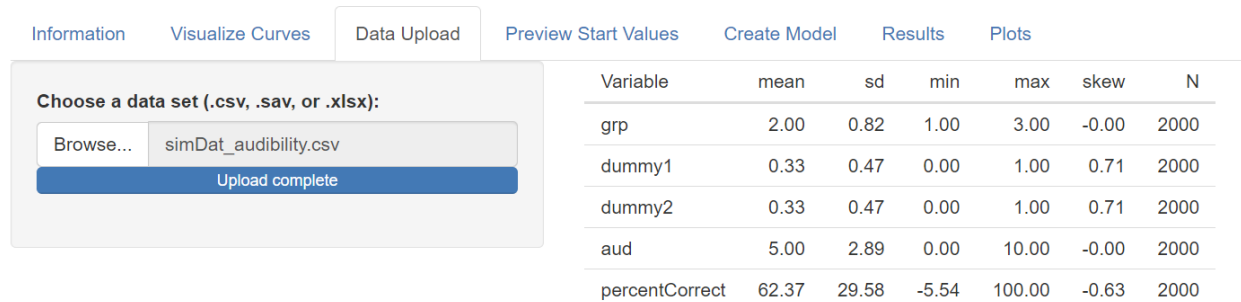 Information Visualize Curves Data Upload Preview Start Values Create Model Results Plots
Choose a data set (.csv, .sav, or .xlsx):
Browse... simDat_audibility.csv
Upload complete
Variable mean sd min max skew N
grp 2.00 0.82 1.00 3.00 -0.00 2000
dummy1 0.33 0.47 0.00 1.00 0.71 2000
dummy2 0.33 0.47 0.00 1.00 0.71 2000
aud 5.00 2.89 0.00 10.00 -0.00 2000
percentCorrect 62.37 29.58 -5.54 100.00 -0.63 2000